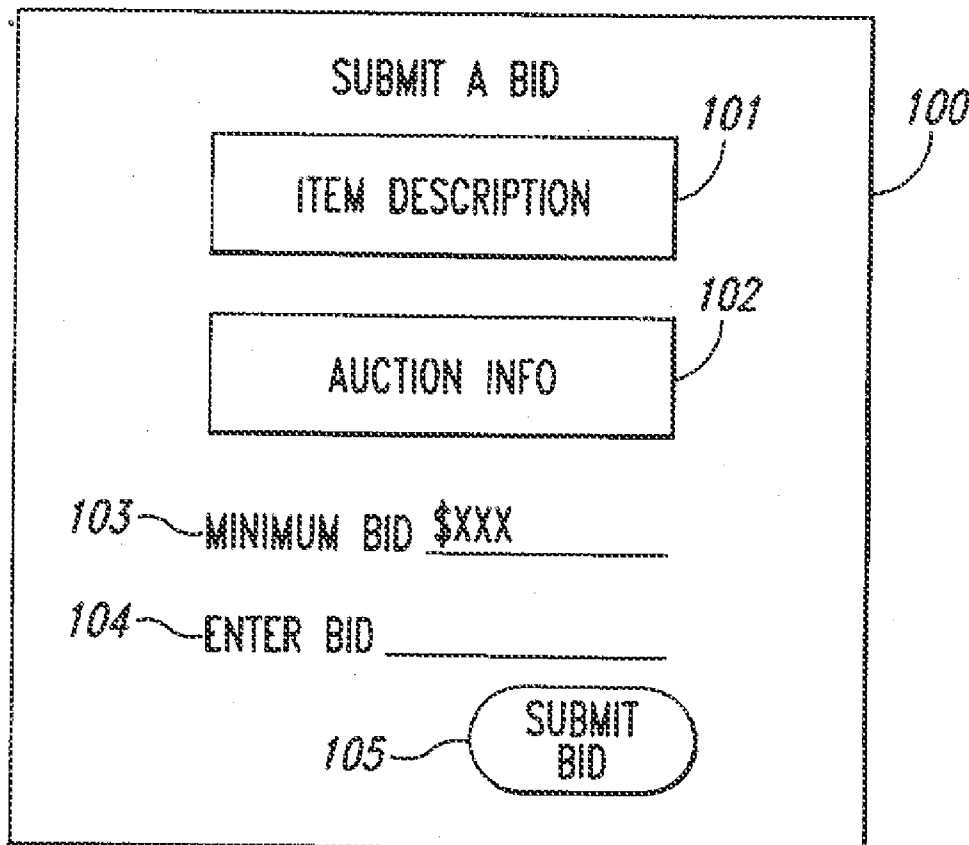 SUBMIT A BID
101
100
ITEM DESCRIPTION
102
AUCTION INFO
103 MINIMUM BID $XXX
104 ENTER BID
105 SUBMIT
BID